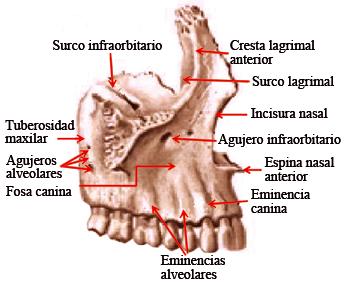 Surco infraorbitario
Cresta lagrimal
anterior
Surco lagrimal
Incisura nasal
Tuberosidad
maxilar
Agujero infraorbitario
Agujeros
alveolares
Espina nasal
anterior
Fosa canina
Eminencia
canina
Eminencias
alveolares